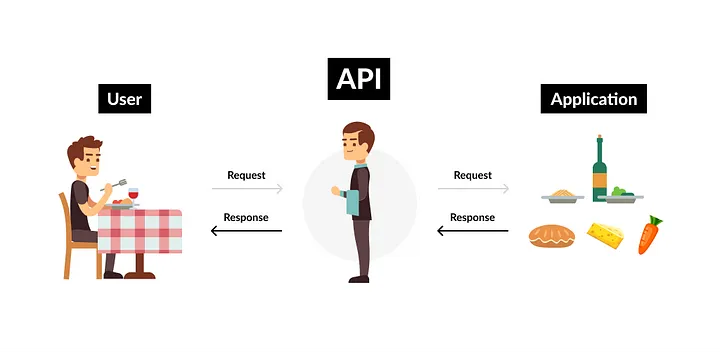 User
API
Application
Request
Request
Response
Response